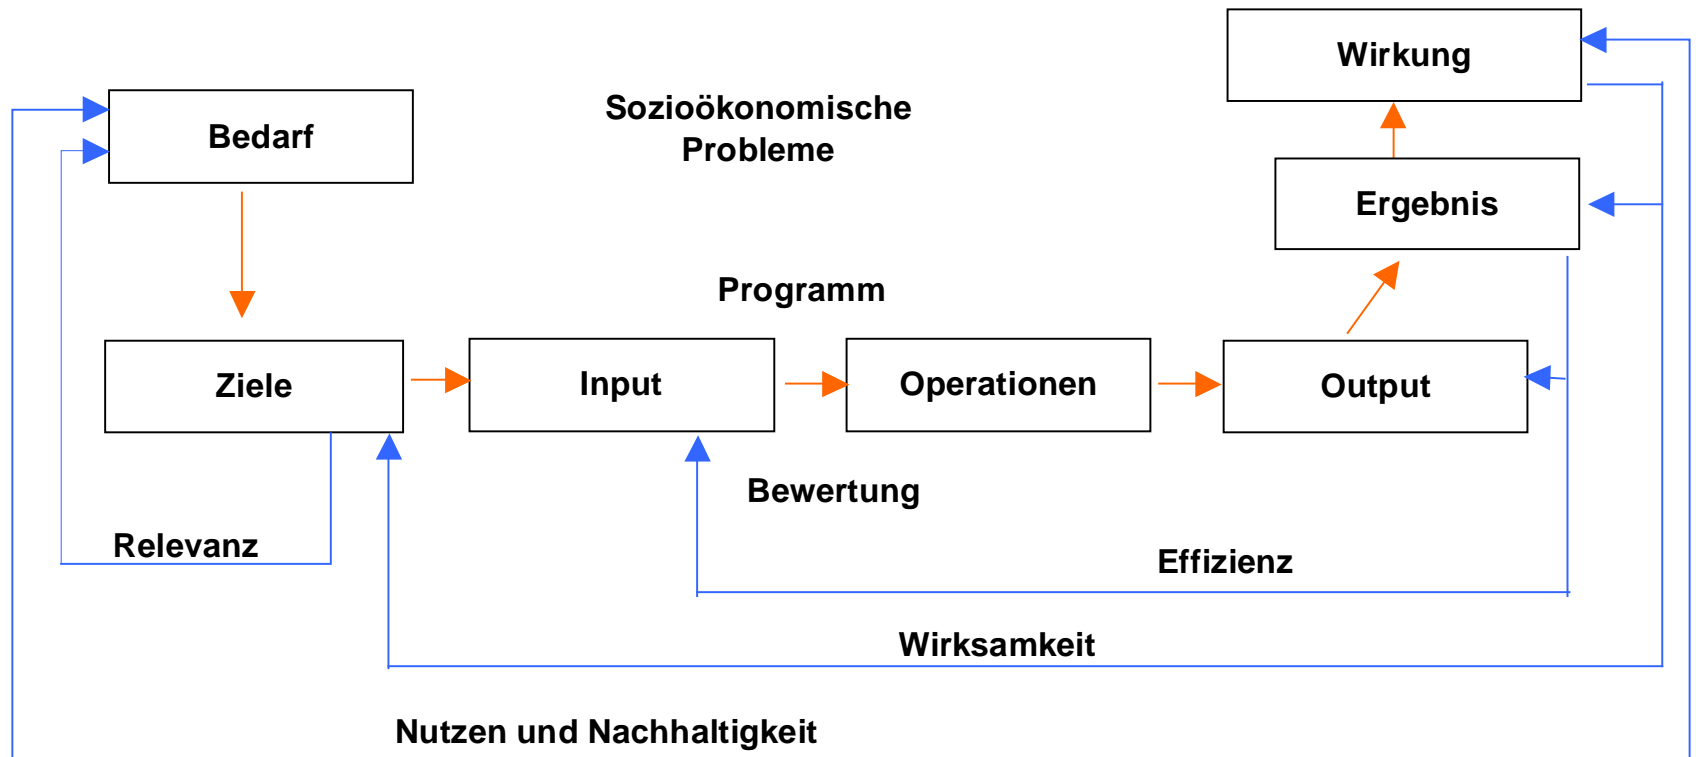 Wirkung
Sozioökonomische
Probleme
Bedarf
Ergebnis
Programm
Ziele
Input
Operationen
Output
Bewertung
Relevanz
Effizienz
Wirksamkeit
Nutzen und Nachhaltigkeit